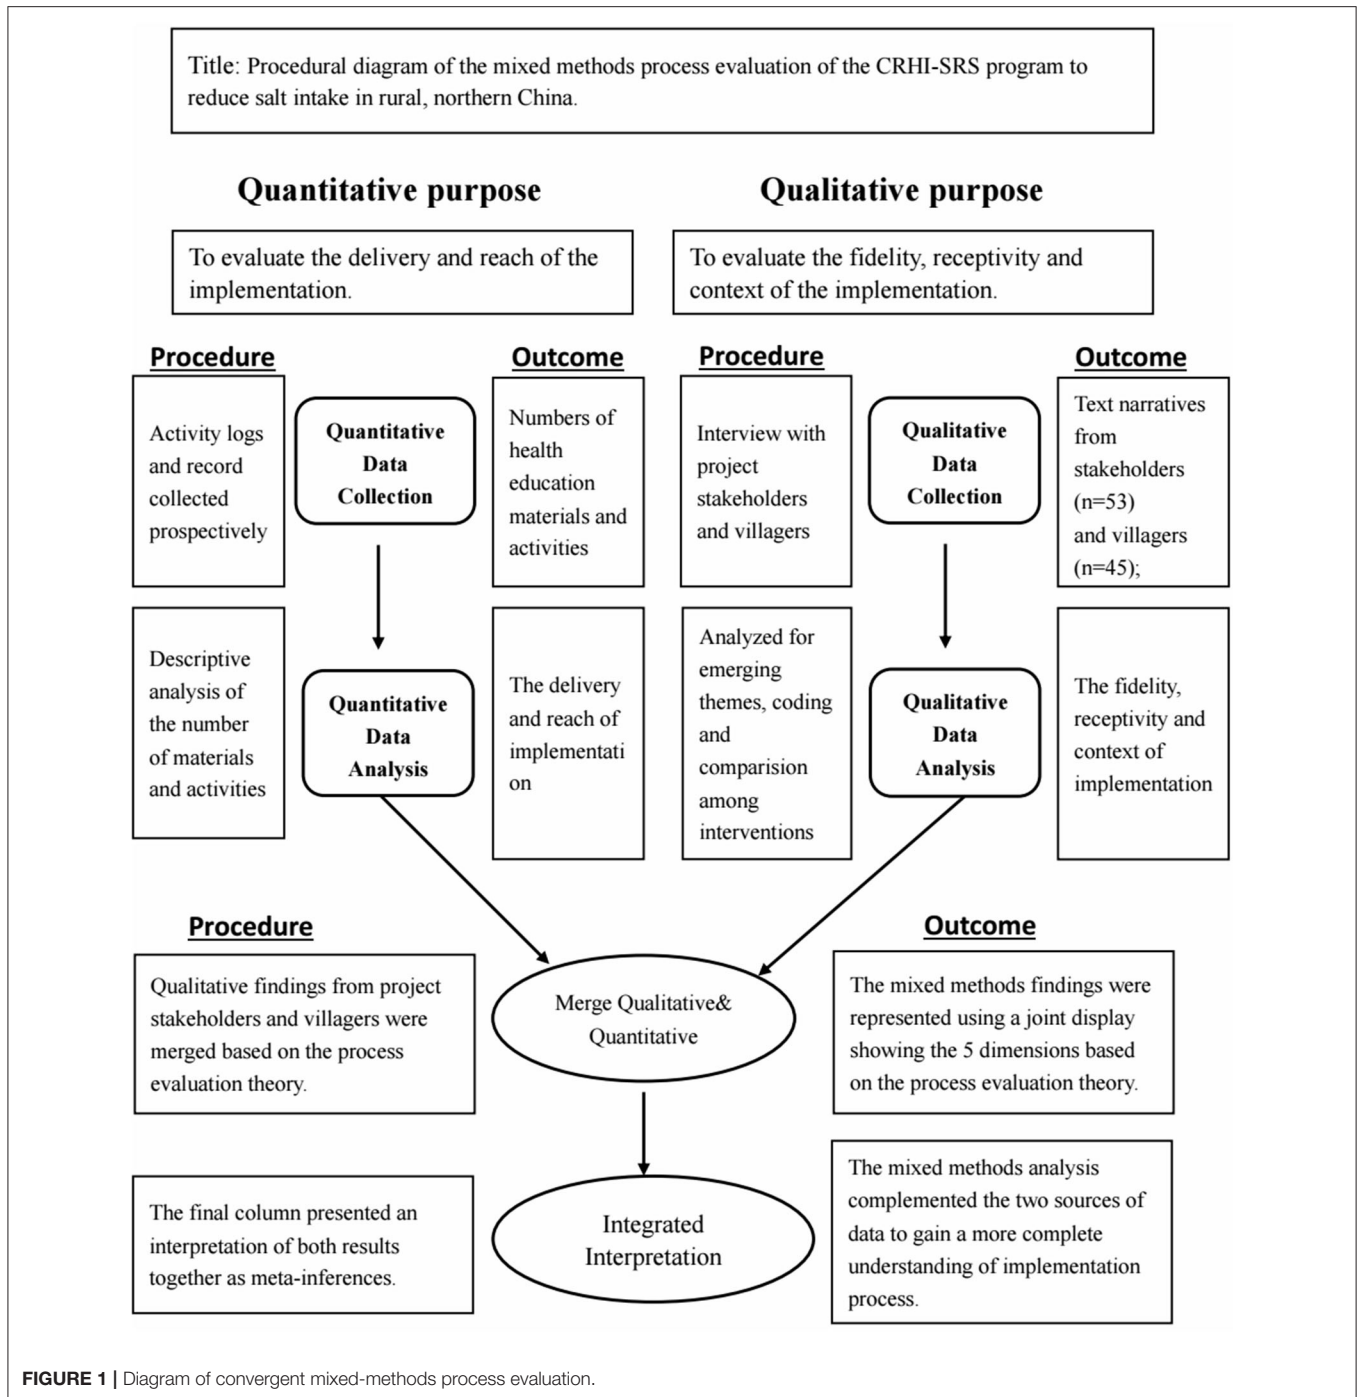 Title: Procedural diagram of the mixed methods process evaluation of the CRHI-SRS program to
reduce salt intake in rural, northern China.
Quantitative purpose
Qualitative purpose
To evaluate the delivery and reach of the
implementation.
To evaluate the fidelity, receptivity and
context of the implementation.
Procedure
Activity logs
and record
collected
prospectively
Quantitative
Data
Collection
Outcome
Numbers of
health
education
materials and
activities
Procedure
Interview with
project
stakeholders
and villagers
Qualitative
Data
Collection
Outcome
Text narratives
from
stakeholders
(n=53)
and villagers
(n=45);
Descriptive
analysis of
the number
of materials
and activities
Quantitative
Data
Analysis
The delivery
and reach of
implementati
on
Analyzed for
emerging
themes, coding
and
comparision
among
interventions
Qualitative
Data
Analysis
The fidelity,
receptivity and
context of
implementation
Procedure
Qualitative findings from project
stakeholders and villagers were
merged based on the process
evaluation theory.
Merge Qualitative&
Quantitative
Outcome
The mixed methods findings were
represented using a joint display
showing the 5 dimensions based
on the process evaluation theory.
The final column presented an
interpretation of both results
together as meta-inferences.
Integrated
Interpretation
The mixed methods analysis
complemented the two sources of
data to gain a more complete
understanding of implementation
process.
FIGURE 1 | Diagram of convergent mixed-methods process evaluation.